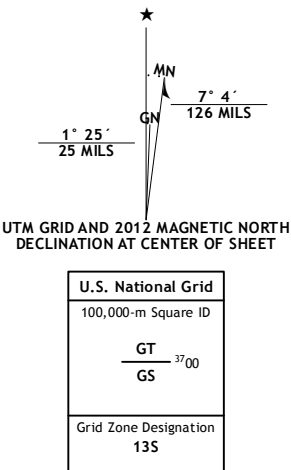 ★
MN
GN
7° 4´
126 MILS
1° 25´
25 MILS
UTM GRID AND 2012 MAGNETIC NORTH
DECLINATION AT CENTER OF SHEET
U.S. National Grid
100,000-m Square ID
GT
3700
GS
Grid Zone Designation
13S